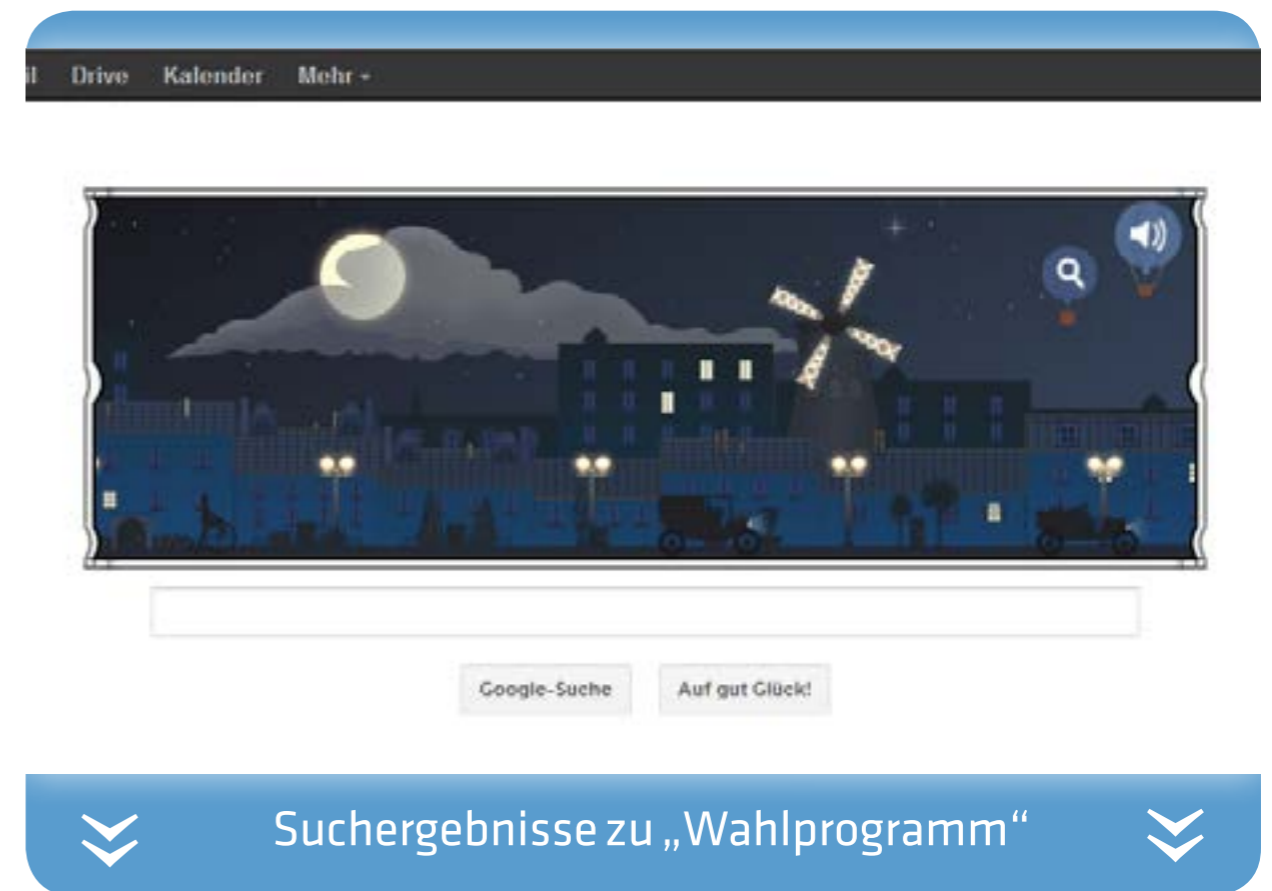 il Drive Kalender Mehr
Google-Suche Auf gut Glück!
Suchergebnisse zu „Wahlprogramm“